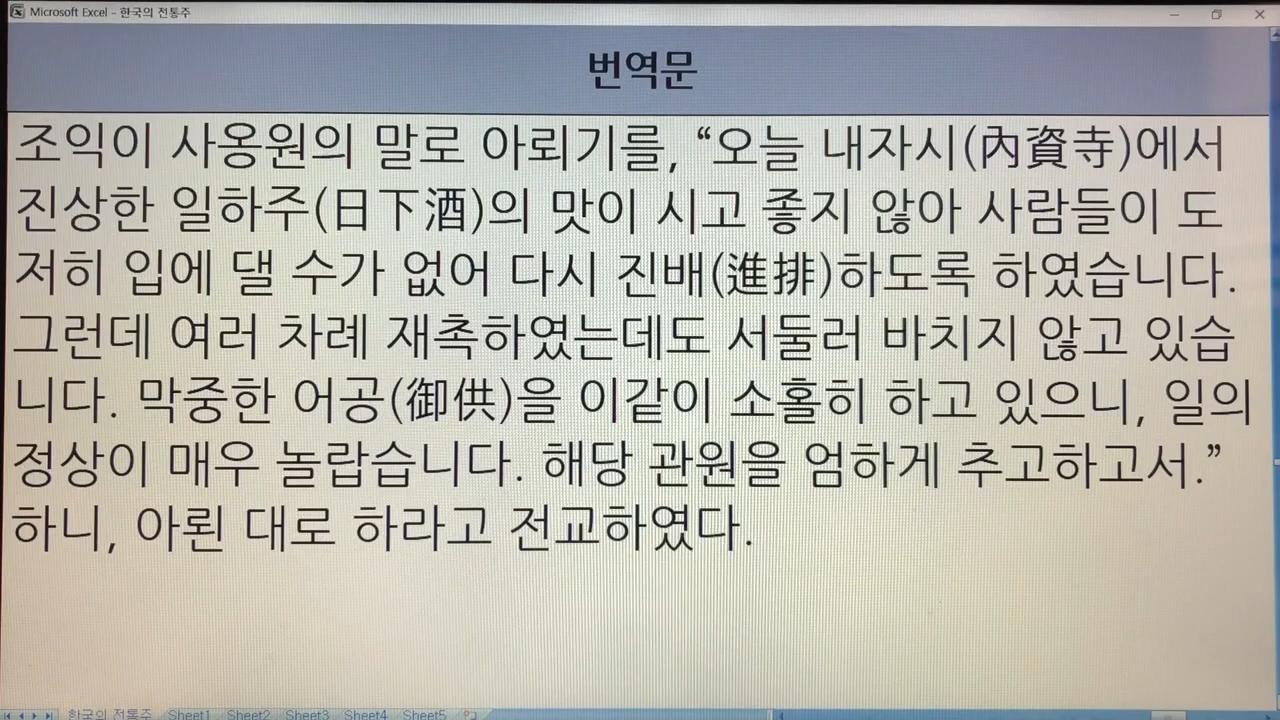 Microsoft Excel - 한국의 전통주
번역문
조익이 사옹원의 말로 아뢰기를, “오늘 내자시(內資寺)에서
진상한 일하주(日下酒)의 맛이 시고 좋지 않아 사람들이 도
저히 입에 댈 수가 없어 다시 진배(進排)하도록 하였습니다.
그런데 여러 차례 재촉하였는데도 서둘러 바치지 않고 있습
니다. 막중한 어공(御供)을 이같이 소홀히 하고 있으니, 일의
정상이 매우 놀랍습니다. 해당 관원을 엄하게 추고하고서.”
하니, 아뢴 대로 하라고 전교하였다.
한국의 전통주 Sheet1 Sheet2 Sheet3 Sheet4 Sheet5